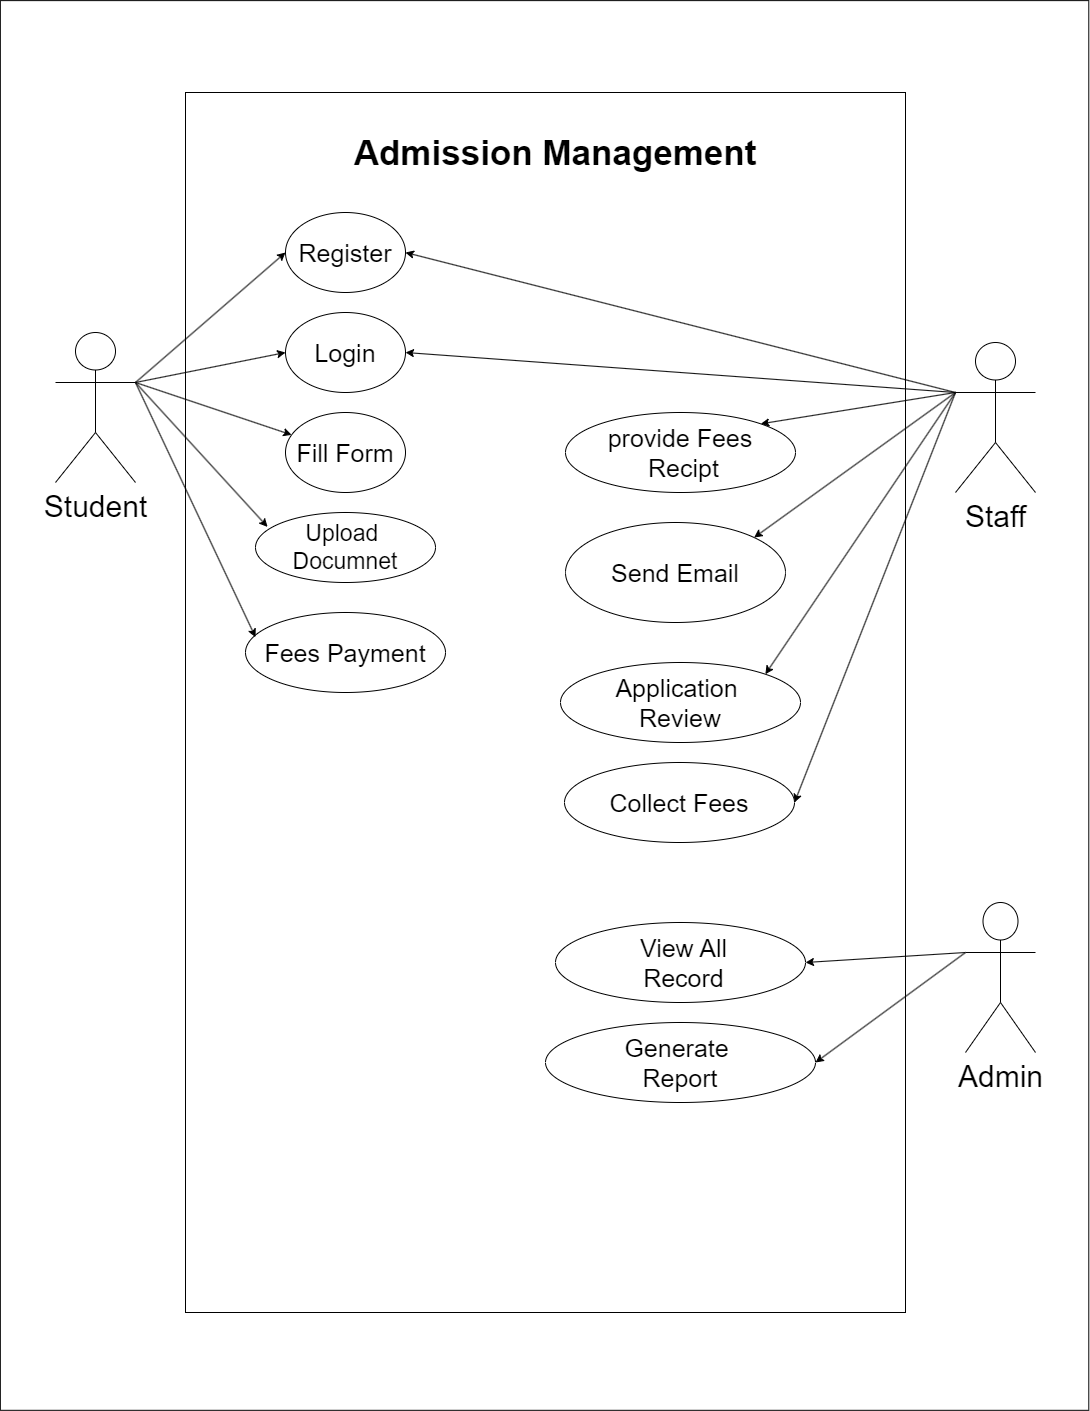 Admission Management
Register
Login
Fill Form
Upload
Documnet
Fees Payment
Student
provide Fees
Recipt
Send Email
Application
Review
Collect Fees
Staff
View All
Record
Generate
Report
Admin